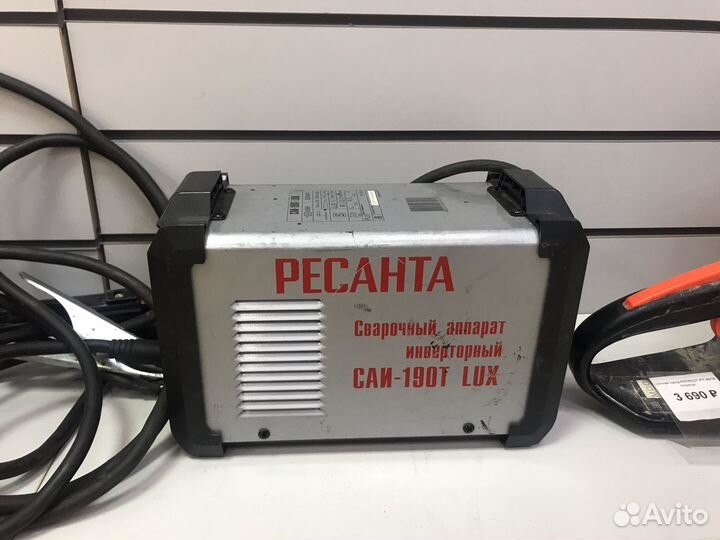 РЕСАНТА
Сварочный аппарат
инверторный
САИ-190Т LUX
3 690 ₽
Avito